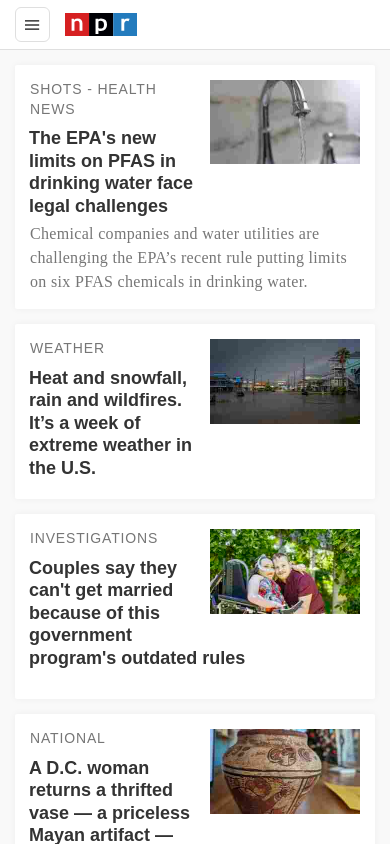 npr
SHOTS - HEALTH
NEWS
The EPA's new
limits on PFAS in
drinking water face
legal challenges
Chemical companies and water utilities are
challenging the EPA’s recent rule putting limits
on six PFAS chemicals in drinking water.
WEATHER
Heat and snowfall,
rain and wildfires.
It’s a week of
extreme weather in
the U.S.
INVESTIGATIONS
Couples say they
can't get married
because of this
government
program's outdated rules
NATIONAL
A D.C. woman
returns a thrifted
vase — a priceless
Mayan artifact —